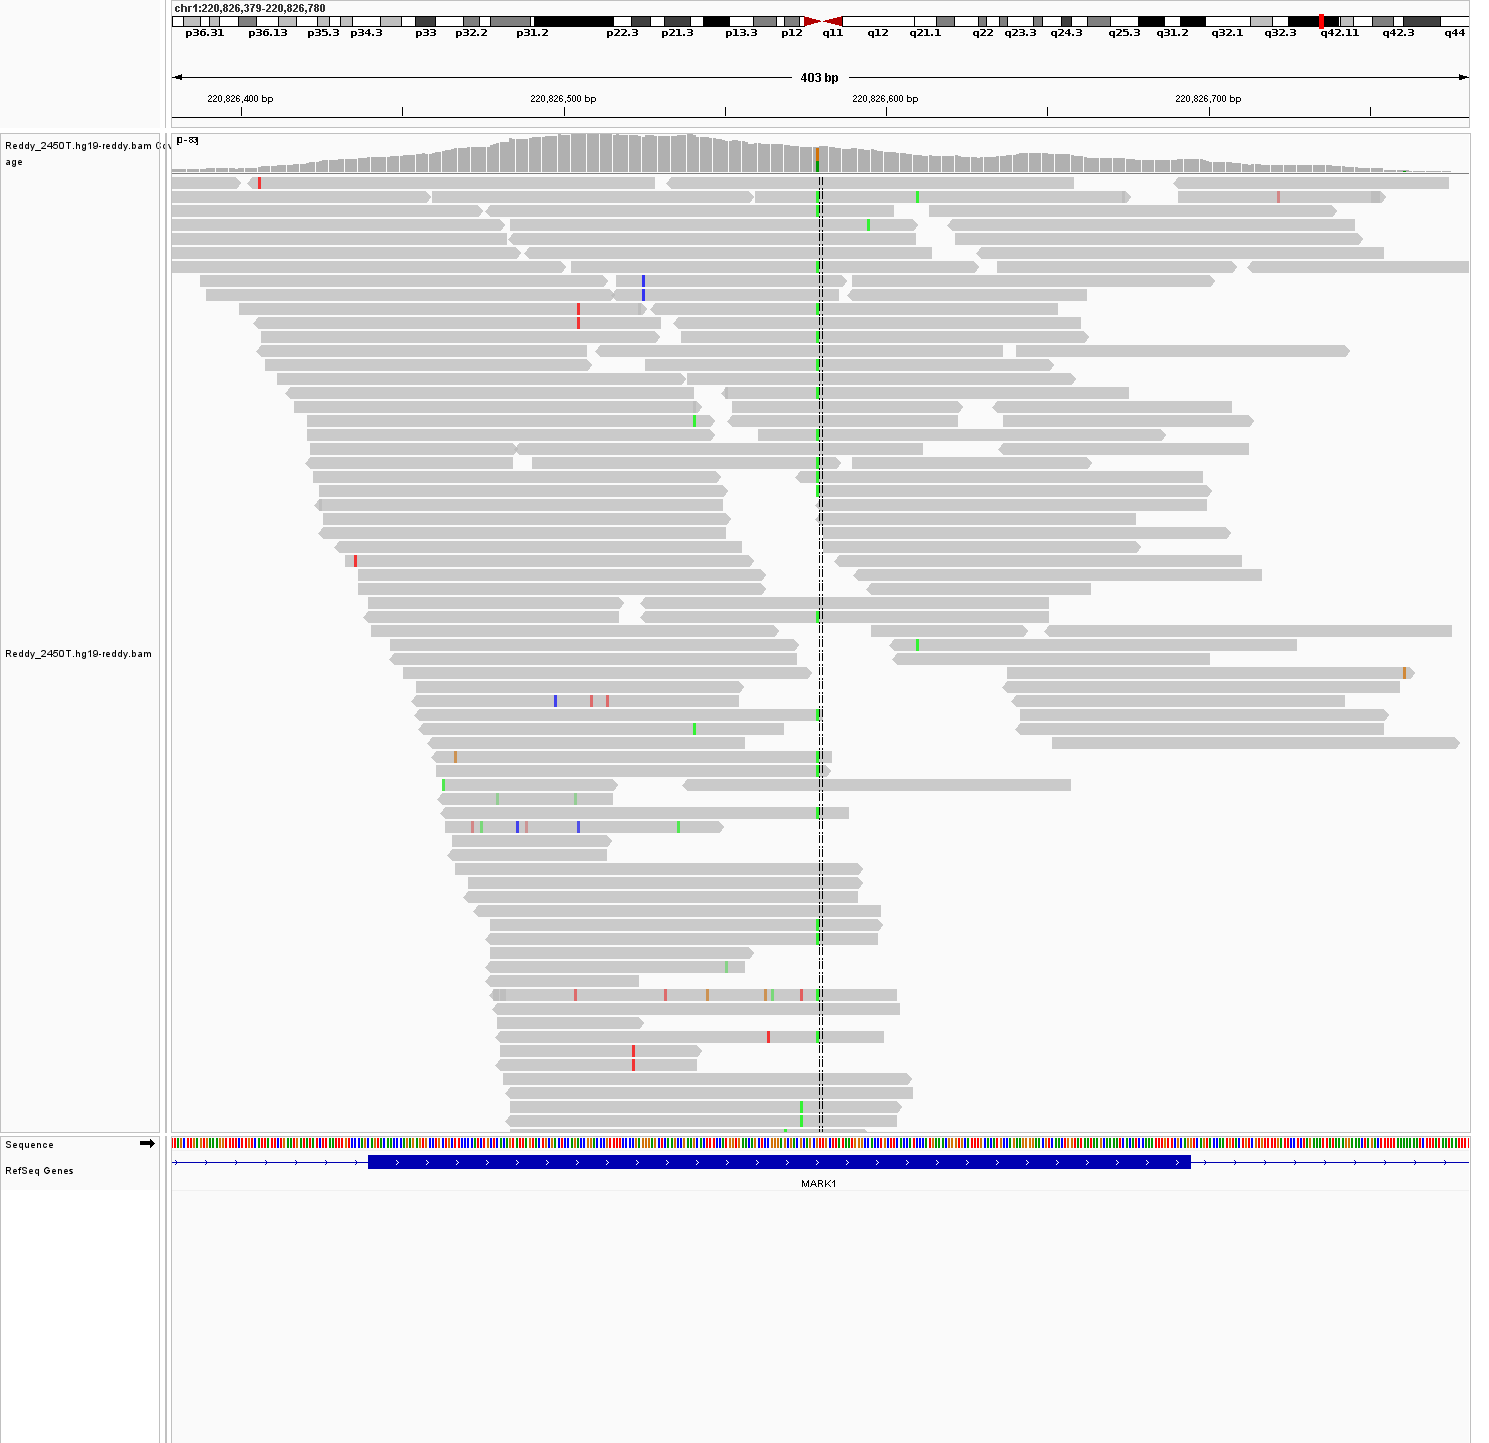 chr1:220,826,379-220,826,780
p36.31 p36.13 p35.3 p34.3 p33 p32.2 p31.2 p22.3 p21.3 p13.3 p12 q11 q12 q21.1 q22 q23.3 q24.3 q25.3 q31.2 q32.1 q32.3 q42.11 q42.3 q44
403 bp
220,826,400 bp 220,826,500 bp 220,826,600 bp 220,826,700 bp
[0 - 83]
Reddy_2450T.hg19-reddy.bam Cov
age
Reddy_2450T.hg19-reddy.bam
Sequence
RefSeq Genes
MARK1